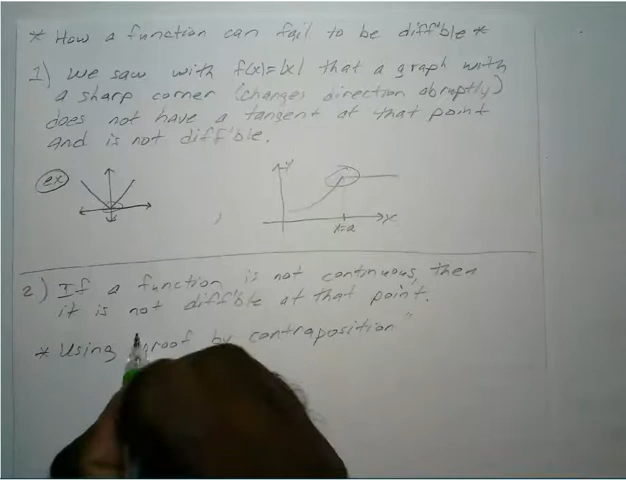 * How a function can fail to be diff'ble *
1) We saw with f(x)=|x| that a graph with
a sharp corner (changes direction abruptly)
does not have a tangent at that point
and is not diff'ble.
ex
,
y
x
x=a
2) If a function is not continuous, then
it is not diff'ble at that point.
* Using proof by contraposition"